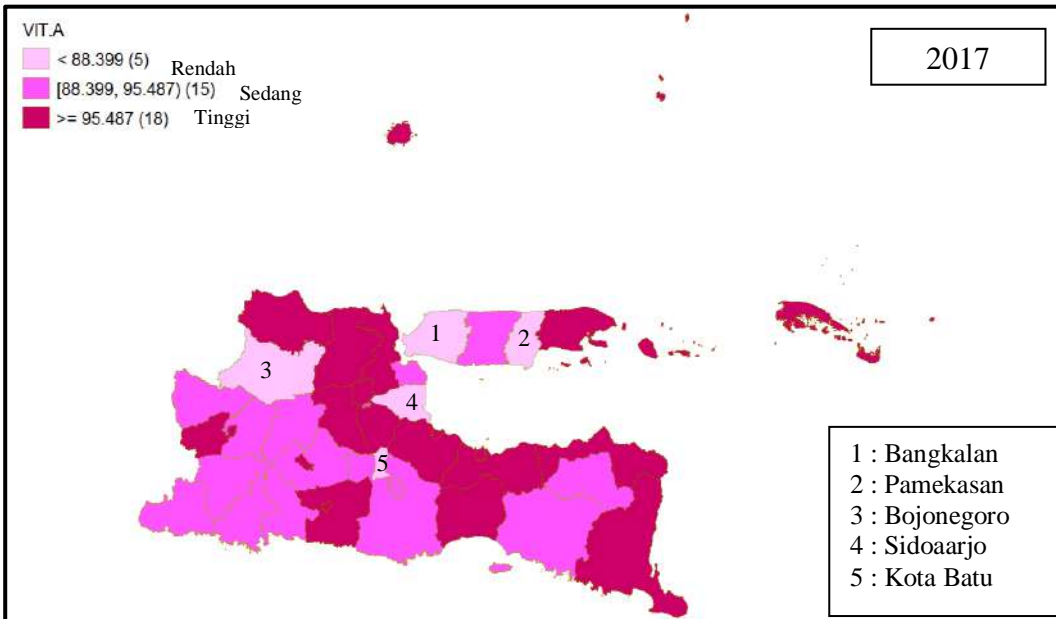 VIT.A
< 88.399 (5) Rendah
[88.399, 95.487) (15) Sedang
>= 95.487 (18) Tinggi
2017
1
2
3
4
5
1 : Bangkalan
2 : Pamekasan
3 : Bojonegoro
4 : Sidoaarjo
5 : Kota Batu